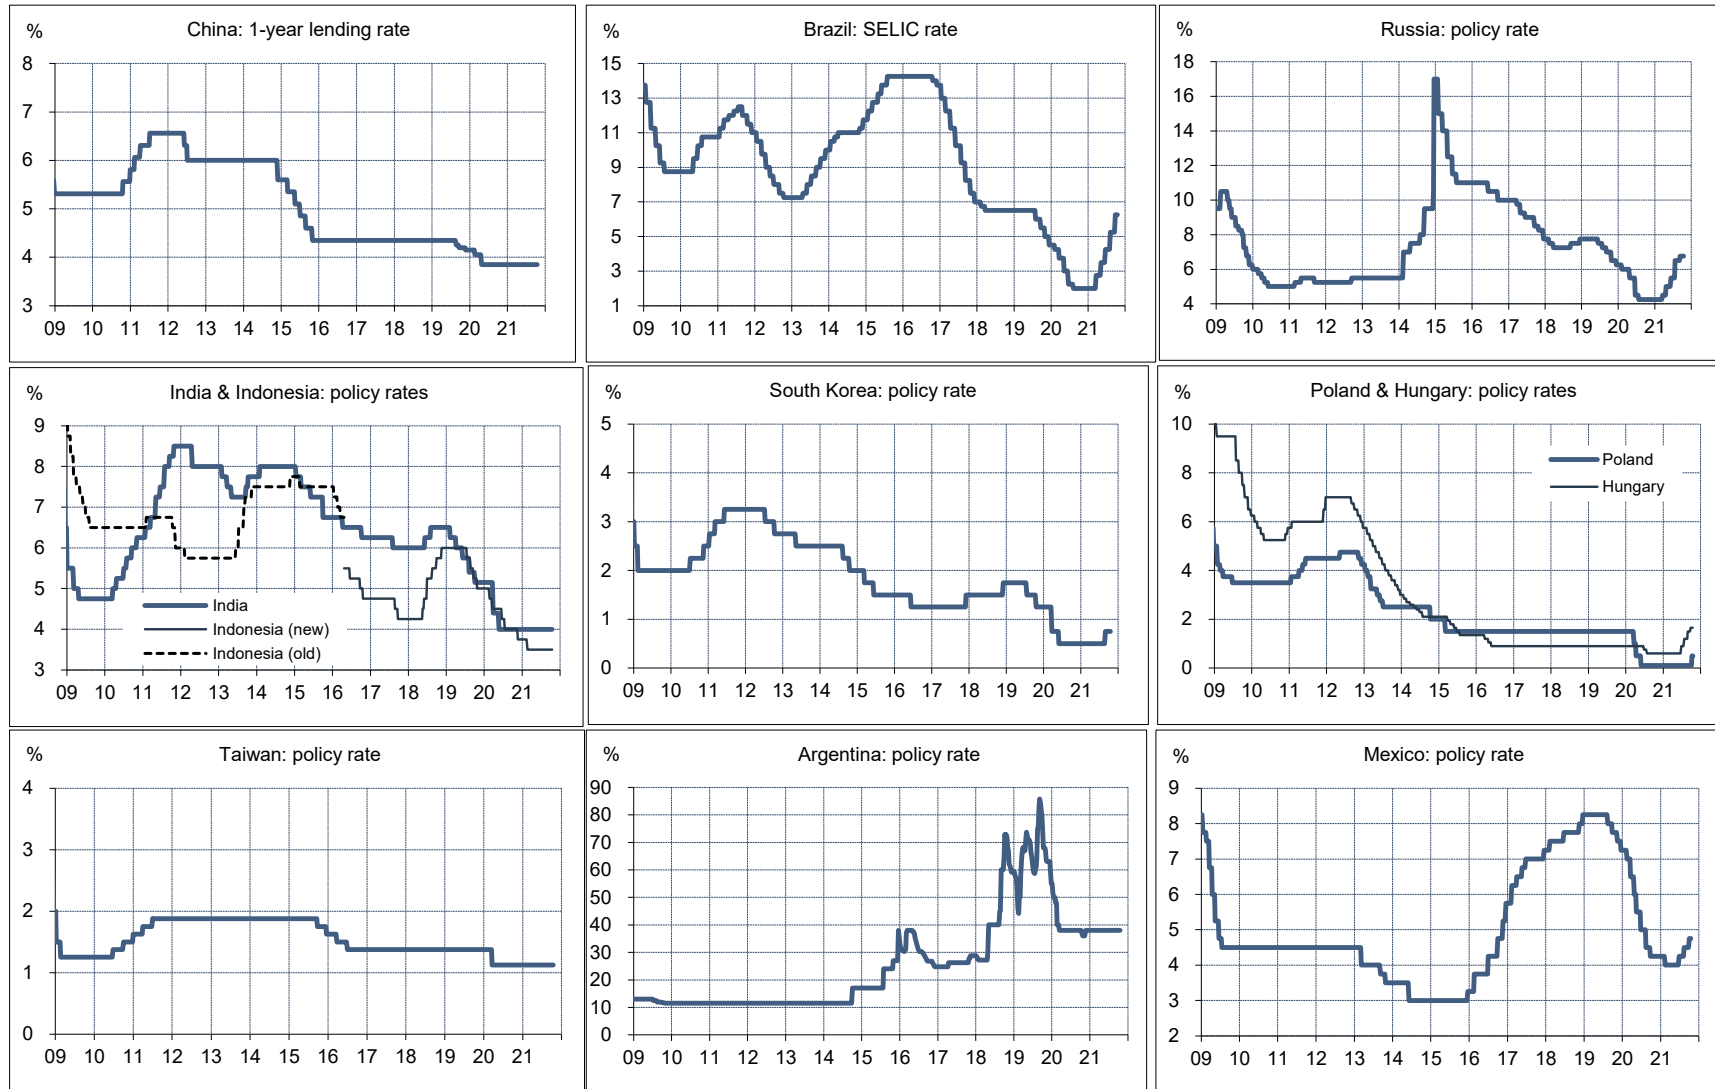 % China: 1-year lending rate
8
7
6
5
4
3
09 10 11 12 13 14 15 16 17 18 19 20 21
% Brazil: SELIC rate
15
13
11
9
7
5
3
1
09 10 11 12 13 14 15 16 17 18 19 20 21
% Russia: policy rate
18
16
14
12
10
8
6
4
09 10 11 12 13 14 15 16 17 18 19 20 21
% India & Indonesia: policy rates
9
8
7
6
5
4
3
India
Indonesia (new)
Indonesia (old)
09 10 11 12 13 14 15 16 17 18 19 20 21
% South Korea: policy rate
5
4
3
2
1
0
09 10 11 12 13 14 15 16 17 18 19 20 21
% Poland & Hungary: policy rates
10
8
6
4
2
0
Poland
Hungary
09 10 11 12 13 14 15 16 17 18 19 20 21
% Taiwan: policy rate
4
3
2
1
0
09 10 11 12 13 14 15 16 17 18 19 20 21
% Argentina: policy rate
90
80
70
60
50
40
30
20
10
0
09 10 11 12 13 14 15 16 17 18 19 20 21
% Mexico: policy rate
9
8
7
6
5
4
3
2
09 10 11 12 13 14 15 16 17 18 19 20 21